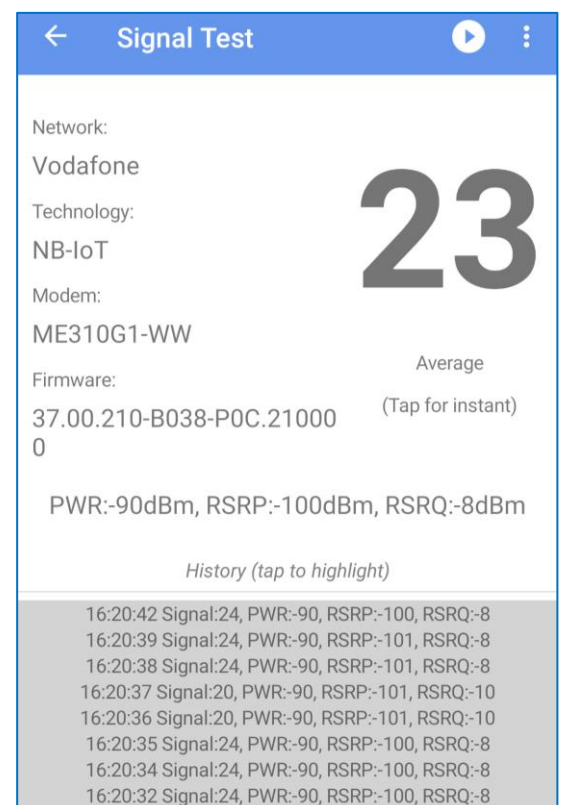 Signal Test
Network:
Vodafone
Technology:
NB-IoT
Modem:
ME310G1-WW
Firmware:
37.00.210-B038-P0C.21000
0
23
Average
(Tap for instant)
PWR:-90dBm, RSRP:-100dBm, RSRQ:-8dBm
History (tap to highlight)
16:20:42 Signal:24, PWR:-90, RSRP:-100, RSRQ:-8
16:20:39 Signal:24, PWR:-90, RSRP:-101, RSRQ:-8
16:20:38 Signal:24, PWR:-90, RSRP:-101, RSRQ:-8
16:20:37 Signal:20, PWR:-90, RSRP:-101, RSRQ:-10
16:20:36 Signal:20, PWR:-90, RSRP:-101, RSRQ:-10
16:20:35 Signal:24, PWR:-90, RSRP:-100, RSRQ:-8
16:20:34 Signal:24, PWR:-90, RSRP:-100, RSRQ:-8
16:20:32 Signal:24, PWR:-90, RSRP:-100, RSRQ:-8